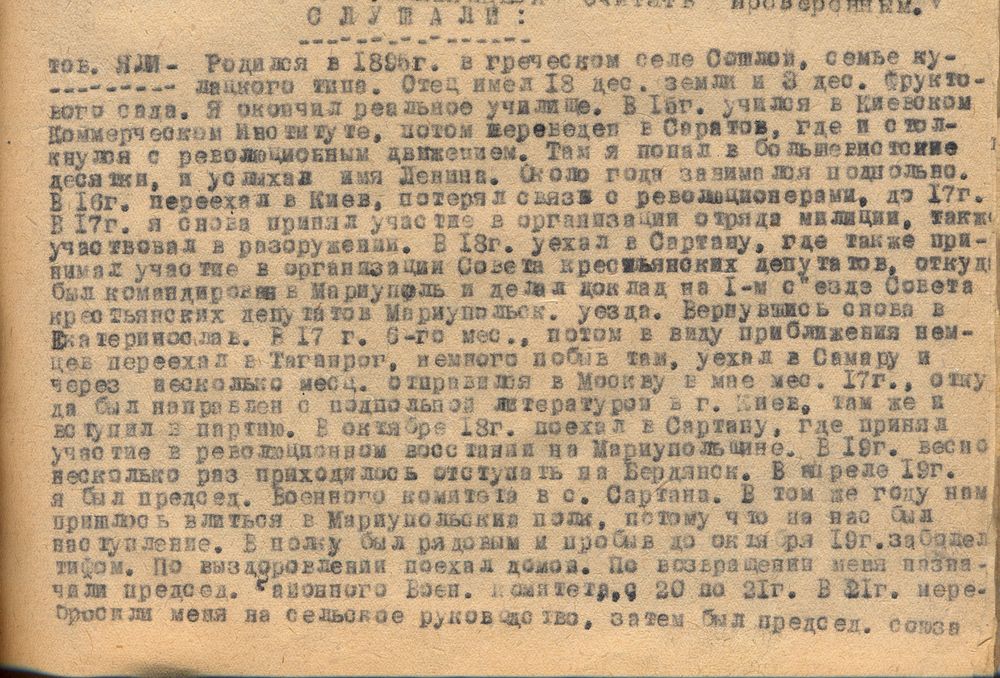 считать проверенным.
СЛУШАЛИ:
тов. ЯЛИ- Родился в 1895г. в греческом селе семье ку-
лацкого типа. Отец имел 18 дес. земли и 3 дес. фрукто-
вого сада. Я окончил реальное училище. В 15г. учился в Киевском
Коммерческом Институте, потом переведен в Саратов, где и стол-
кнулся с революционным движением. Там я попал в большевистские
десятки, и услыхал имя Ленина. Около года занимался подпольно.
В 16г. переехал в Киев, потерял связь с революционерами, до 17г.
В 17г. я снова принял участие в организации отряда милиции, также
участвовал в разоружении. В 18г. уехал в Сартану, где также при-
нимал участие в организации Совета крестьянских депутатов, откуда
был командирован в Мариуполь и делал доклад на 1-м с"езде Совета
крестьянских депутатов Мариупольск. уезда. Вернувшись снова в
Екатеринослав. В 17 г. 6-го мес., потом в виду приближения нем-
цев переехал в Таганрог, немного побыв там, уехал в Самару и
через несколько месц. отправился в Москву в мае мес. 17г., отку
да был направлен с подпольной литературой в г. Киев, там же и
вступил в партию. В октябре 18г. поехал в Сартану, где принял
участие в революционном восстании на Мариупольщине. В 19г. весно
несколько раз приходилось отступать на Бердянск. В апреле 19г.
я был председ. Военного комитета в с. Сартана. В том же году нам
пришлось влиться в Мариупольский полк, потому что на нас был
наступление. В полку был рядовым и пробыв до октября 19г. заболел
тифом. По выздоровлении поехал домой. По возвращении меня назна-
чили председ. Районного Воен. Комитета, с 20 по 21г. В 21г. пере-
бросили меня на сельское руководство, затем был председ. союза